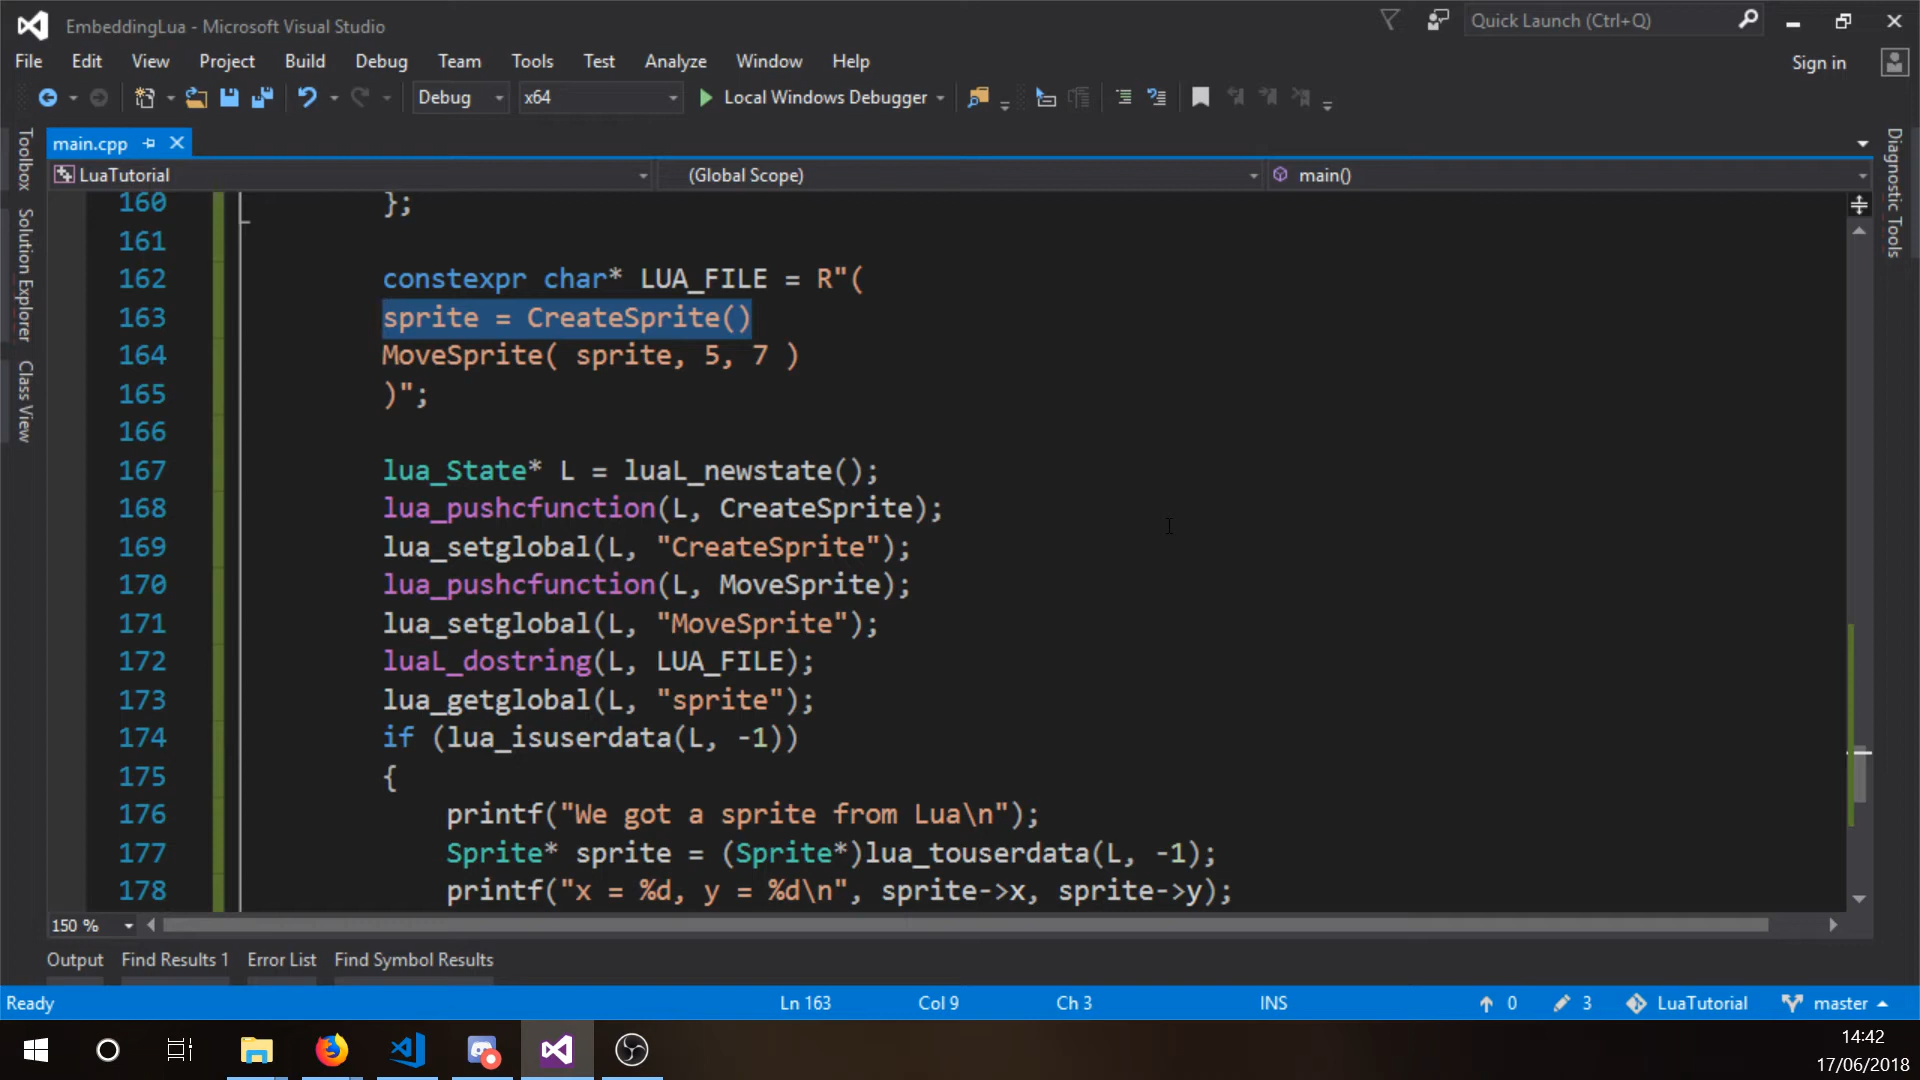 EmbeddingLua - Microsoft Visual Studio
Quick Launch (Ctrl+Q)
File Edit View Project Build Debug Team Tools Test Analyze Window Help
Sign in
Debug x64 Local Windows Debugger
main.cpp
LuaTutorial (Global Scope) main()
Toolbox
Solution Explorer
Class View
Diagnostic Tools
160 };
161
162 constexpr char* LUA_FILE = R"(
163 sprite = CreateSprite()
164 MoveSprite( sprite, 5, 7 )
165 )";
166
167 lua_State* L = luaL_newstate();
168 lua_pushcfunction(L, CreateSprite);
169 lua_setglobal(L, "CreateSprite");
170 lua_pushcfunction(L, MoveSprite);
171 lua_setglobal(L, "MoveSprite");
172 luaL_dostring(L, LUA_FILE);
173 lua_getglobal(L, "sprite");
174 if (lua_isuserdata(L, -1))
175 {
176 printf("We got a sprite from Lua\n");
177 Sprite* sprite = (Sprite*)lua_touserdata(L, -1);
178 printf("x = %d, y = %d\n", sprite->x, sprite->y);
150 %
Output Find Results 1 Error List Find Symbol Results
Ready Ln 163 Col 9 Ch 3 INS 0 3 LuaTutorial master
14:42
17/06/2018